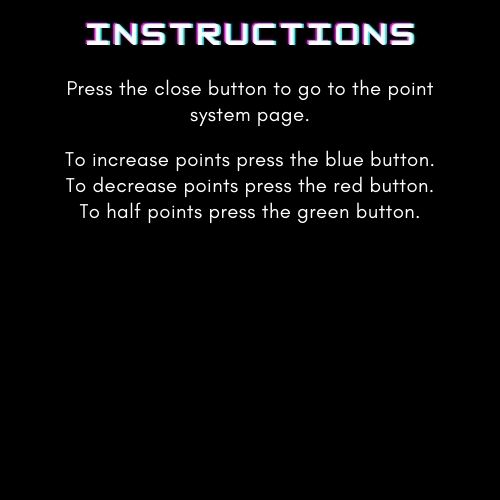 INSTRUCTIONS
Press the close button to go to the point
system page.
To increase points press the blue button.
To decrease points press the red button.
To half points press the green button.